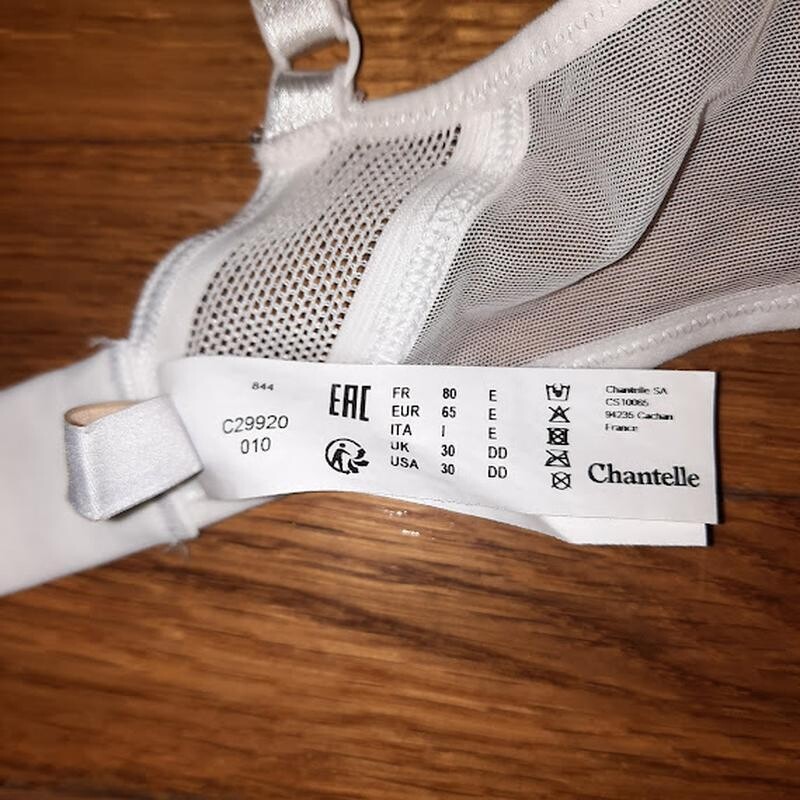 844
C29920
010
EAC
FR 80 E
EUR 65 E
ITA I E
UK 30 DD
USA 30 DD
Chantelle SA
CS10065
94235 Cachan
France
Chantelle